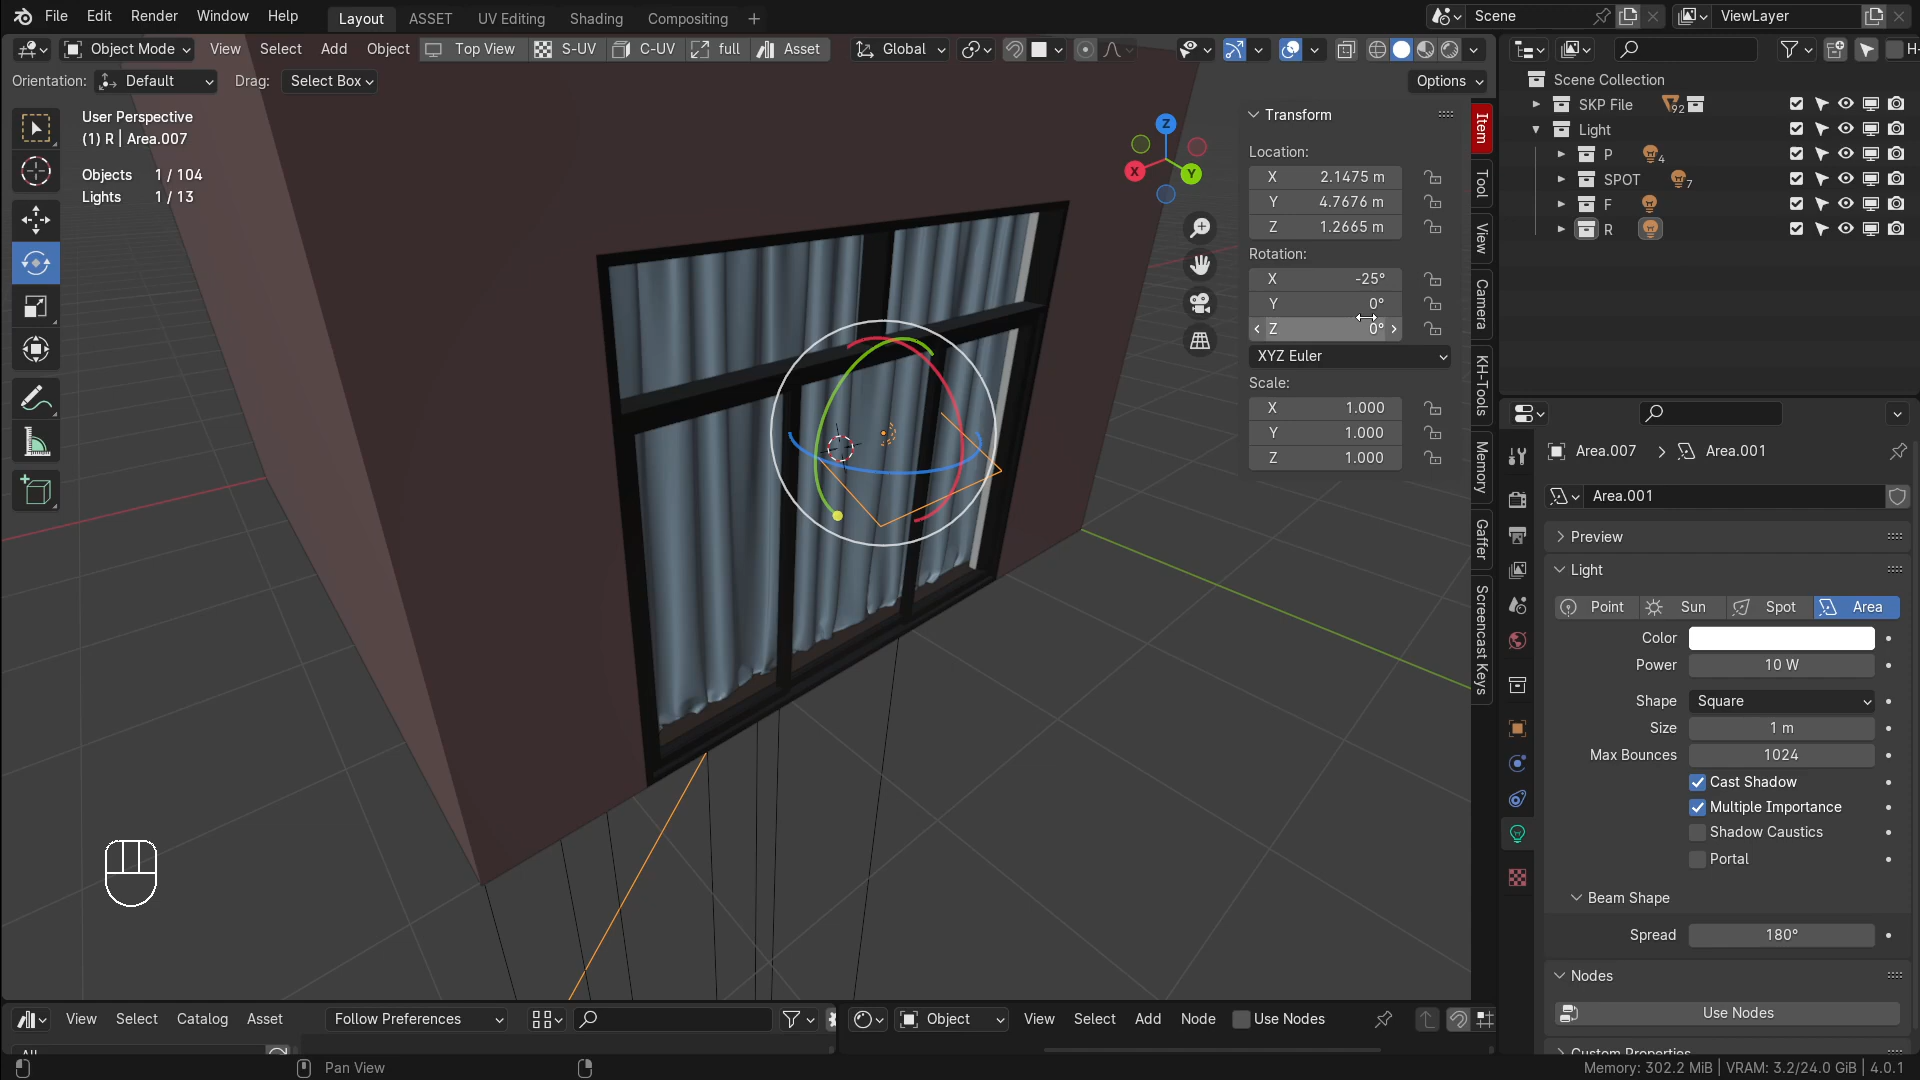 File Edit Render Window Help Layout ASSET UV Editing Shading Compositing + Scene ViewLayer
Object Mode View Select Add Object Top View S-UV C-UV full Asset Global
Orientation: Default Drag: Select Box Options
User Perspective
(1) R | Area.007
Objects 1 / 104
Lights 1 / 13
Z
X
Y
Transform
Location:
X 2.1475 m
Y 4.7676 m
Z 1.2665 m
Rotation:
X -25°
Y 0°
Z 0°
XYZ Euler
Scale:
X 1.000
Y 1.000
Z 1.000
Item
Tool
View
Camera
KH-Tools
Memory
Gaffer
Screencast Keys
Scene Collection
SKP File 92
Light
P 4
SPOT 7
F
R
Area.007 > Area.001
Area.001
Preview
Light
Point Sun Spot Area
Color
Power 10 W
Shape Square
Size 1 m
Max Bounces 1024
Cast Shadow
Multiple Importance
Shadow Caustics
Portal
Beam Shape
Spread 180°
Nodes
Use Nodes
Custom Properties
View Select Catalog Asset Follow Preferences
Object View Select Add Node Use Nodes
All
Pan View
Memory: 302.2 MiB | VRAM: 3.2/24.0 GiB | 4.0.1